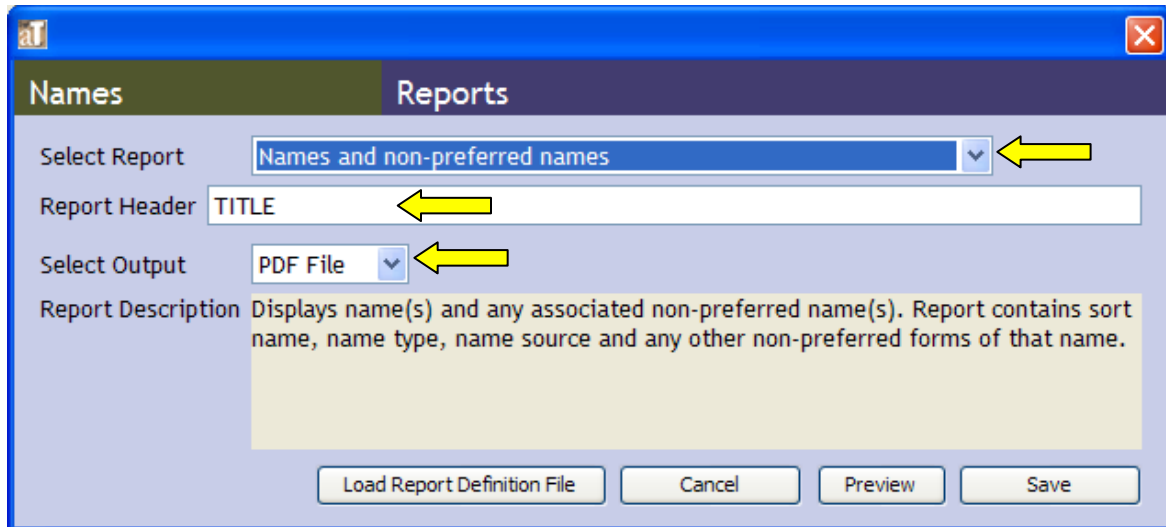 aT
Names Reports
Select Report Names and non-preferred names
Report Header TITLE
Select Output PDF File
Report Description Displays name(s) and any associated non-preferred name(s). Report contains sort
name, name type, name source and any other non-preferred forms of that name.
Load Report Definition File Cancel Preview Save